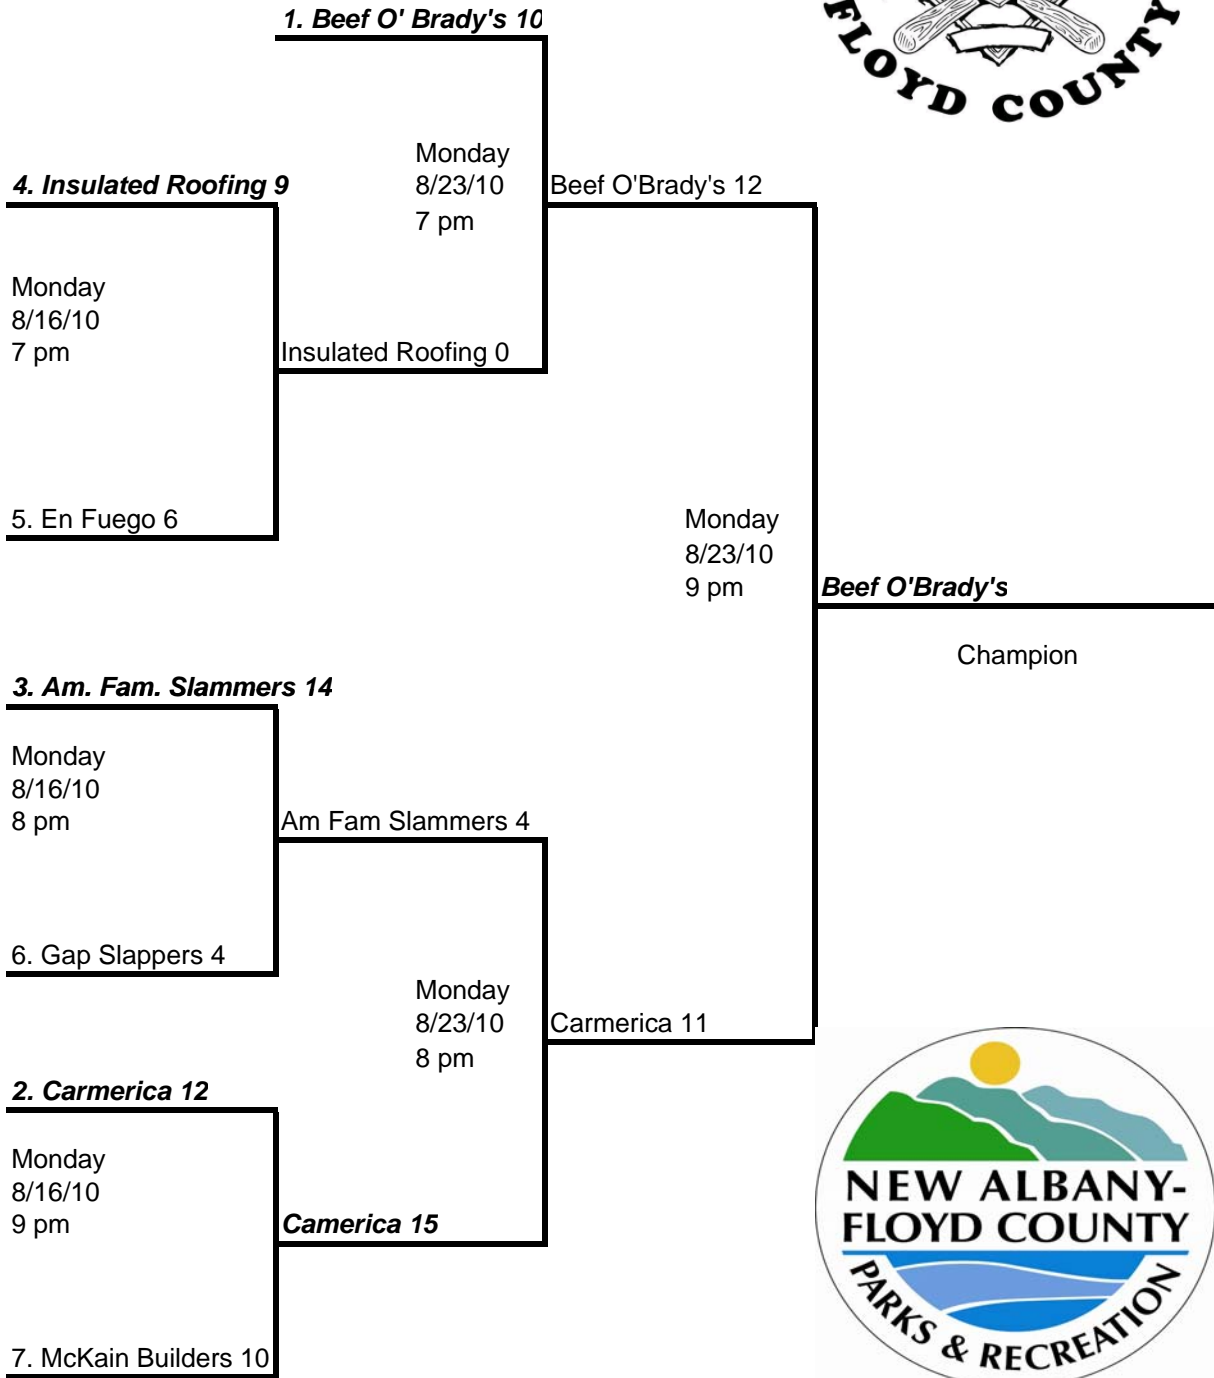 1. Beef O' Brady's 10
FLOYD COUNTY
Monday
8/23/10
7 pm
4. Insulated Roofing 9
Beef O'Brady's 12
Monday
8/16/10
7 pm
Insulated Roofing 0
5. En Fuego 6
Monday
8/23/10
9 pm
Beef O'Brady's
Champion
3. Am. Fam. Slammers 14
Monday
8/16/10
8 pm
Am Fam Slammers 4
6. Gap Slappers 4
Monday
8/23/10
8 pm
Carmerica 11
2. Carmerica 12
Monday
8/16/10
9 pm
Camerica 15
7. McKain Builders 10
NEW ALBANY-
FLOYD COUNTY
PARKS & RECREATION